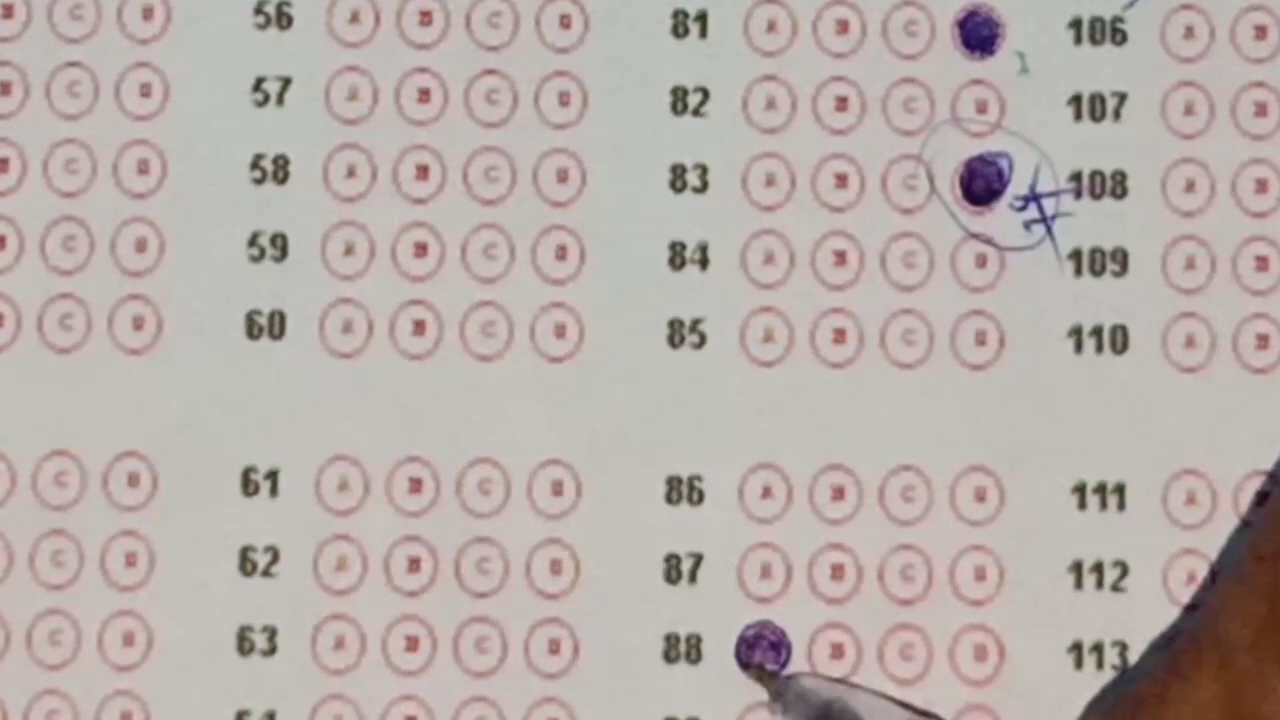 C D 56 A B C D 81 A B C 106 A B
B C D 57 A B C D 82 A B C D 107 A B
B C D 58 A B C D 83 A B C 108 A B
B C D 59 A B C D 84 A B C D 109 A B
C D 60 A B C D 85 A B C D 110 A B
C D 61 A B C D 86 A B C D 111 A
C D 62 A B C D 87 A B C D 112 A
C D 63 A B C D 88 B C D 113